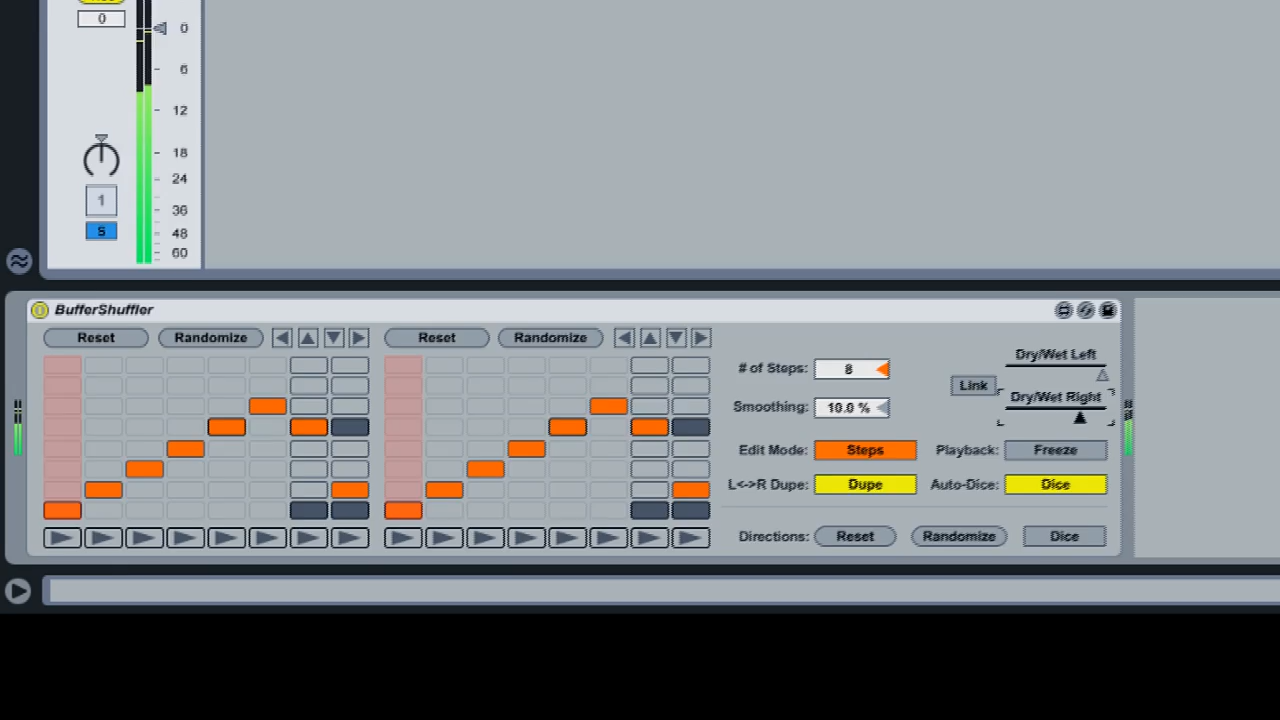 0
0
6
12
18
24
1
36
S
48
60
BufferShuffler
Reset Randomize Reset Randomize
Dry/Wet Left
# of Steps: 8
Link
Dry/Wet Right
Smoothing: 10.0 %
Edit Mode: Steps Playback: Freeze
L<->R Dupe: Dupe Auto-Dice: Dice
Directions: Reset Randomize Dice